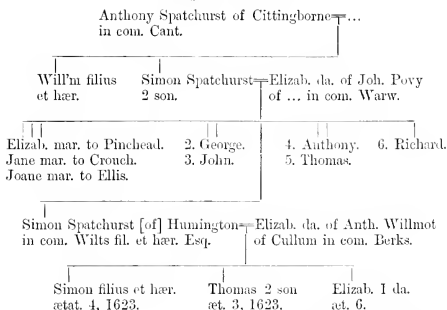 Anthony Spatchurst of Cittingborne ...
in com. Cant.
Will'm filius
et hær.
Simon Spatchurst
2 son.
Elizab. da. of Joh. Povy
of ... in com. Warw.
Elizab. mar. to Pinchead.
Jane mar. to Crouch.
Joane mar. to Ellis.
2. George.
3. John.
4. Anthony.
5. Thomas.
6. Richard.
Simon Spatchurst [of] Humington
in com. Wilts fil. et hær. Esq.
Elizab. da. of Anth. Willmot
of Cullum in com. Berks.
Simon filius et hær.
ætat. 4, 1623.
Thomas 2 son
æt. 3, 1623.
Elizab. 1 da.
æt. 6.